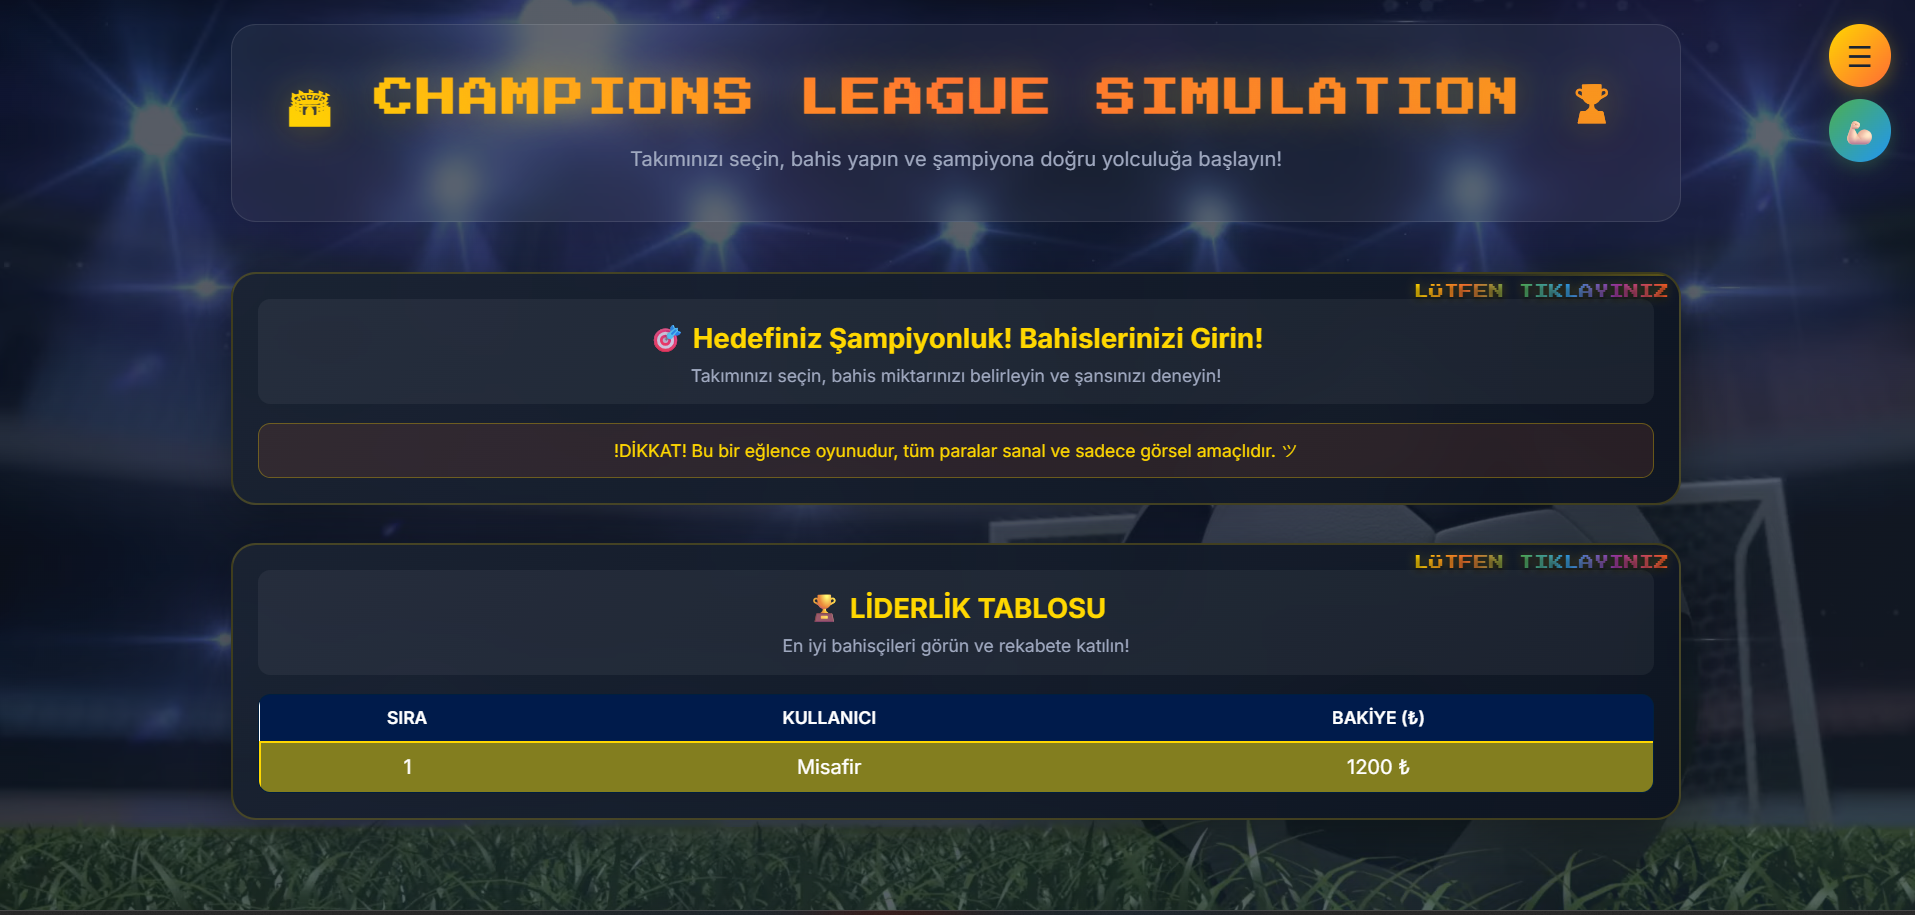 CHAMPIONS LEAGUE SIMULATION
Takımınızı seçin, bahis yapın ve şampiyona doğru yolculuğa başlayın!
LÜTFEN TIKLAYINIZ
Hedefiniz Şampiyonluk! Bahislerinizi Girin!
Takımınızı seçin, bahis miktarınızı belirleyin ve şansınızı deneyin!
!DİKKAT! Bu bir eğlence oyunudur, tüm paralar sanal ve sadece görsel amaçlıdır. ツ
LÜTFEN TIKLAYINIZ
LİDERLİK TABLOSU
En iyi bahisçileri görün ve rekabete katılın!
SIRA KULLANICI BAKİYE (₺)
1 Misafir 1200 ₺